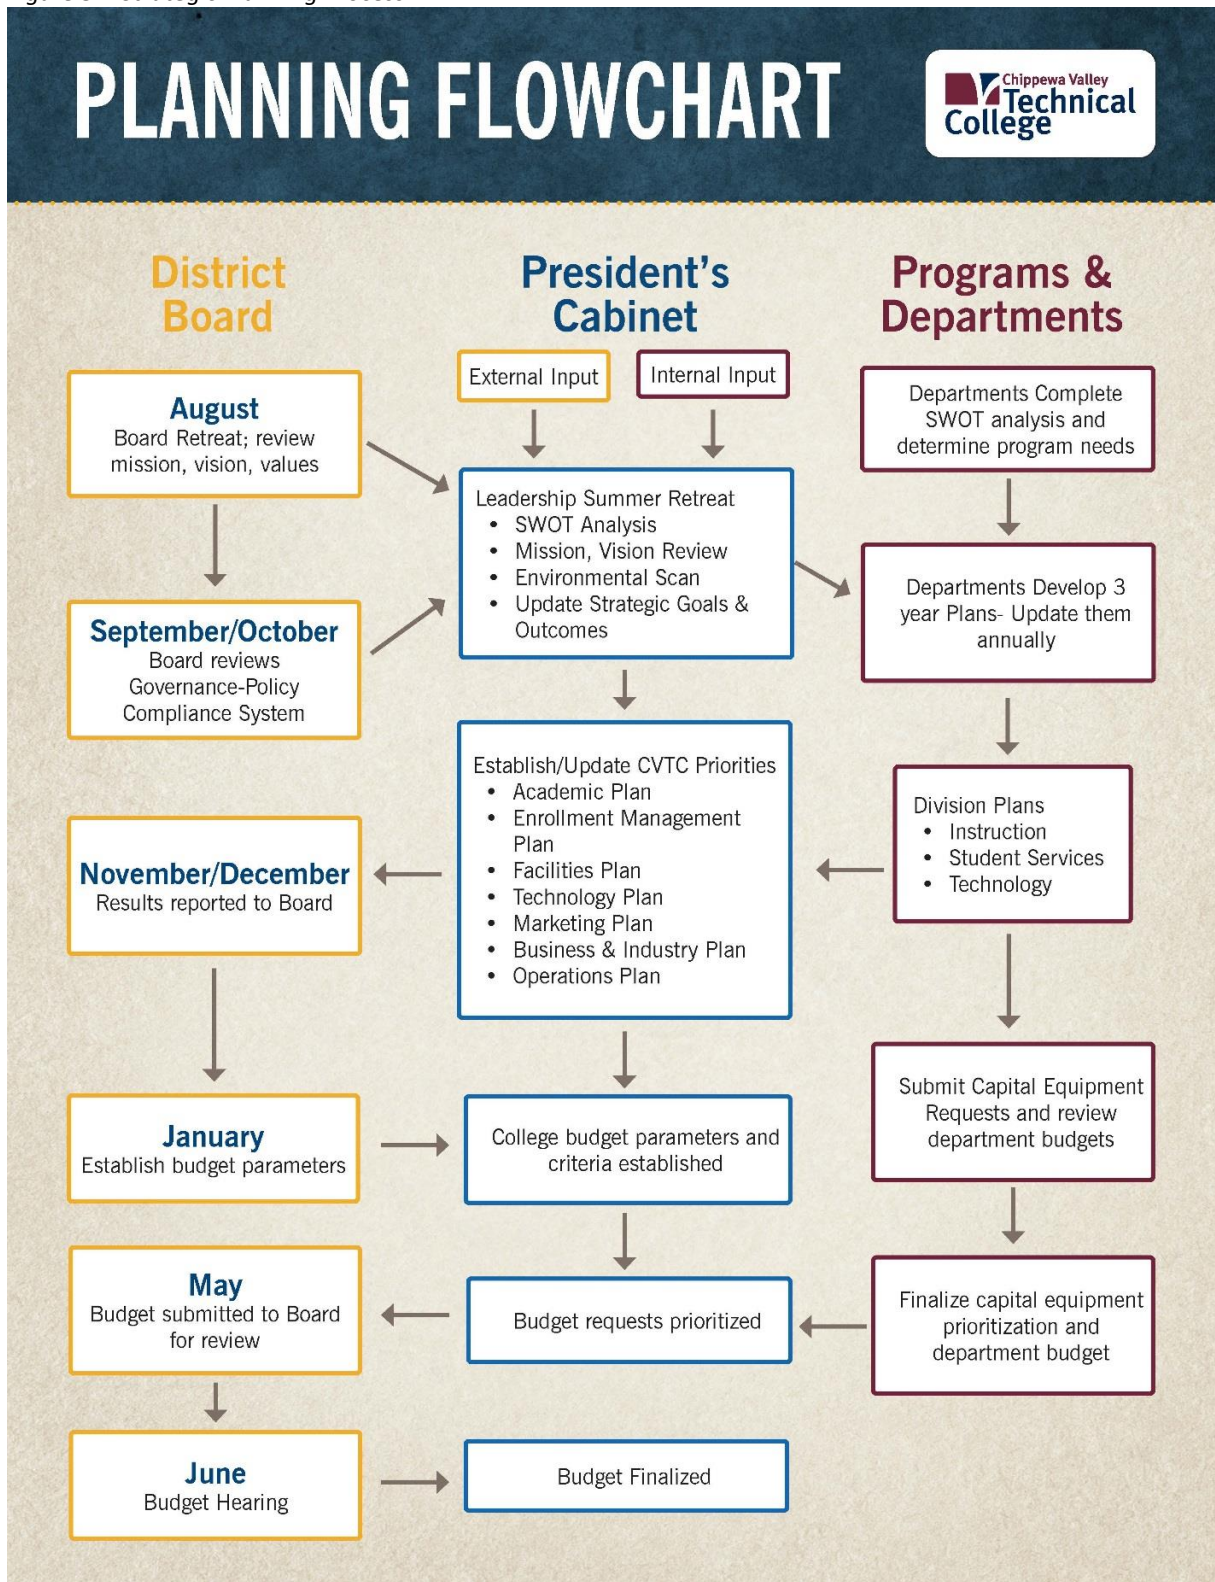 PLANNING FLOWCHART
Chippewa Valley
Technical
College
District
Board
August
Board Retreat; review
mission, vision, values
September/October
Board reviews
Governance-Policy
Compliance System
November/December
Results reported to Board
January
Establish budget parameters
May
Budget submitted to Board
for review
June
Budget Hearing
President's
Cabinet
External Input
Internal Input
Leadership Summer Retreat
• SWOT Analysis
• Mission, Vision Review
• Environmental Scan
• Update Strategic Goals &
Outcomes
Establish/Update CVTC Priorities
• Academic Plan
• Enrollment Management
Plan
• Facilities Plan
• Technology Plan
• Marketing Plan
• Business & Industry Plan
• Operations Plan
College budget parameters and
criteria established
Budget requests prioritized
Budget Finalized
Programs &
Departments
Departments Complete
SWOT analysis and
determine program needs
Departments Develop 3
year Plans- Update them
annually
Division Plans
• Instruction
• Student Services
• Technology
Submit Capital Equipment
Requests and review
department budgets
Finalize capital equipment
prioritization and
department budget